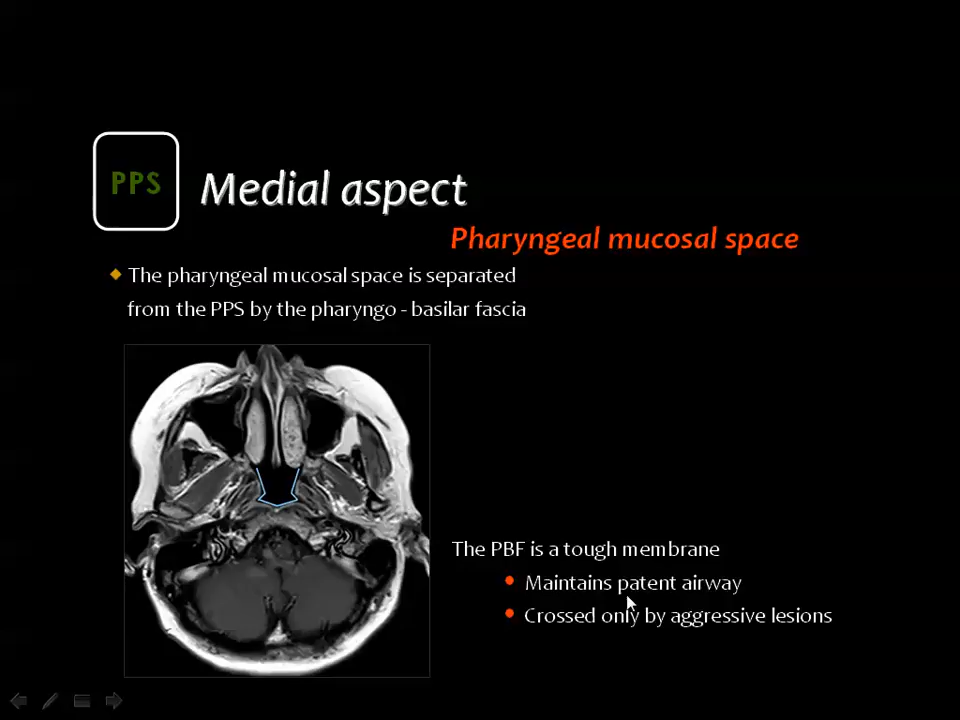 PPS
Medial aspect
Pharyngeal mucosal space
The pharyngeal mucosal space is separated
from the PPS by the pharyngo - basilar fascia
The PBF is a tough membrane
Maintains patent airway
Crossed only by aggressive lesions